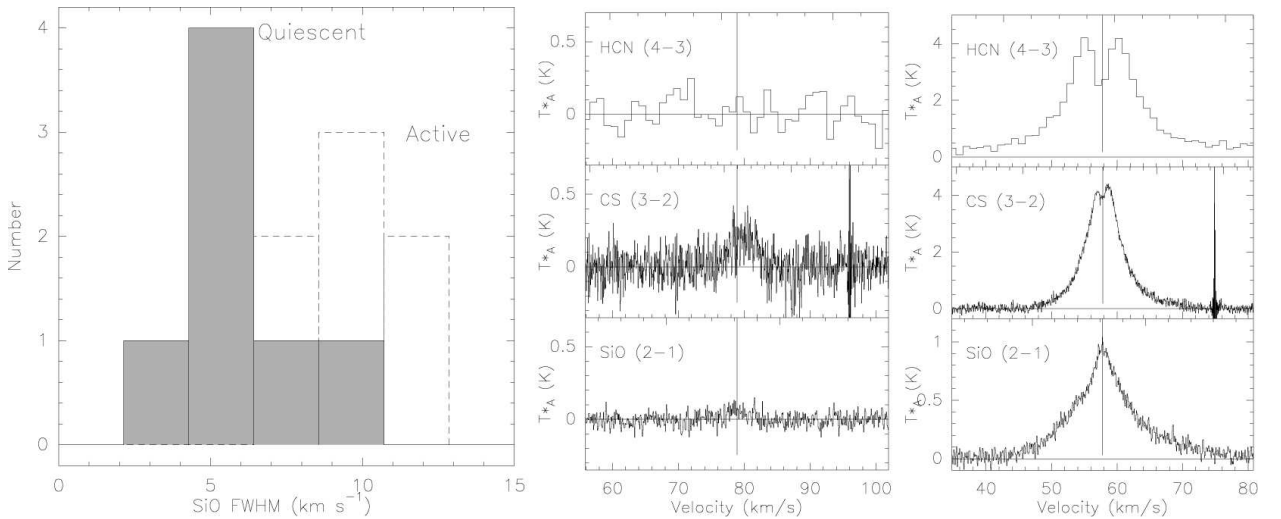 Quiescent
Active
4
3
2
1
0
Number
0 5 10 15
SiO FWHM (km s⁻¹)
HCN (4–3)
0.5
0
T*A (K)
CS (3–2)
0.5
0
T*A (K)
SiO (2–1)
0.5
0
T*A (K)
60 70 80 90 100
Velocity (km/s)
HCN (4–3)
4
2
0
T*A (K)
CS (3–2)
4
2
0
T*A (K)
SiO (2–1)
1
0.5
0
T*A (K)
40 50 60 70 80
Velocity (km/s)